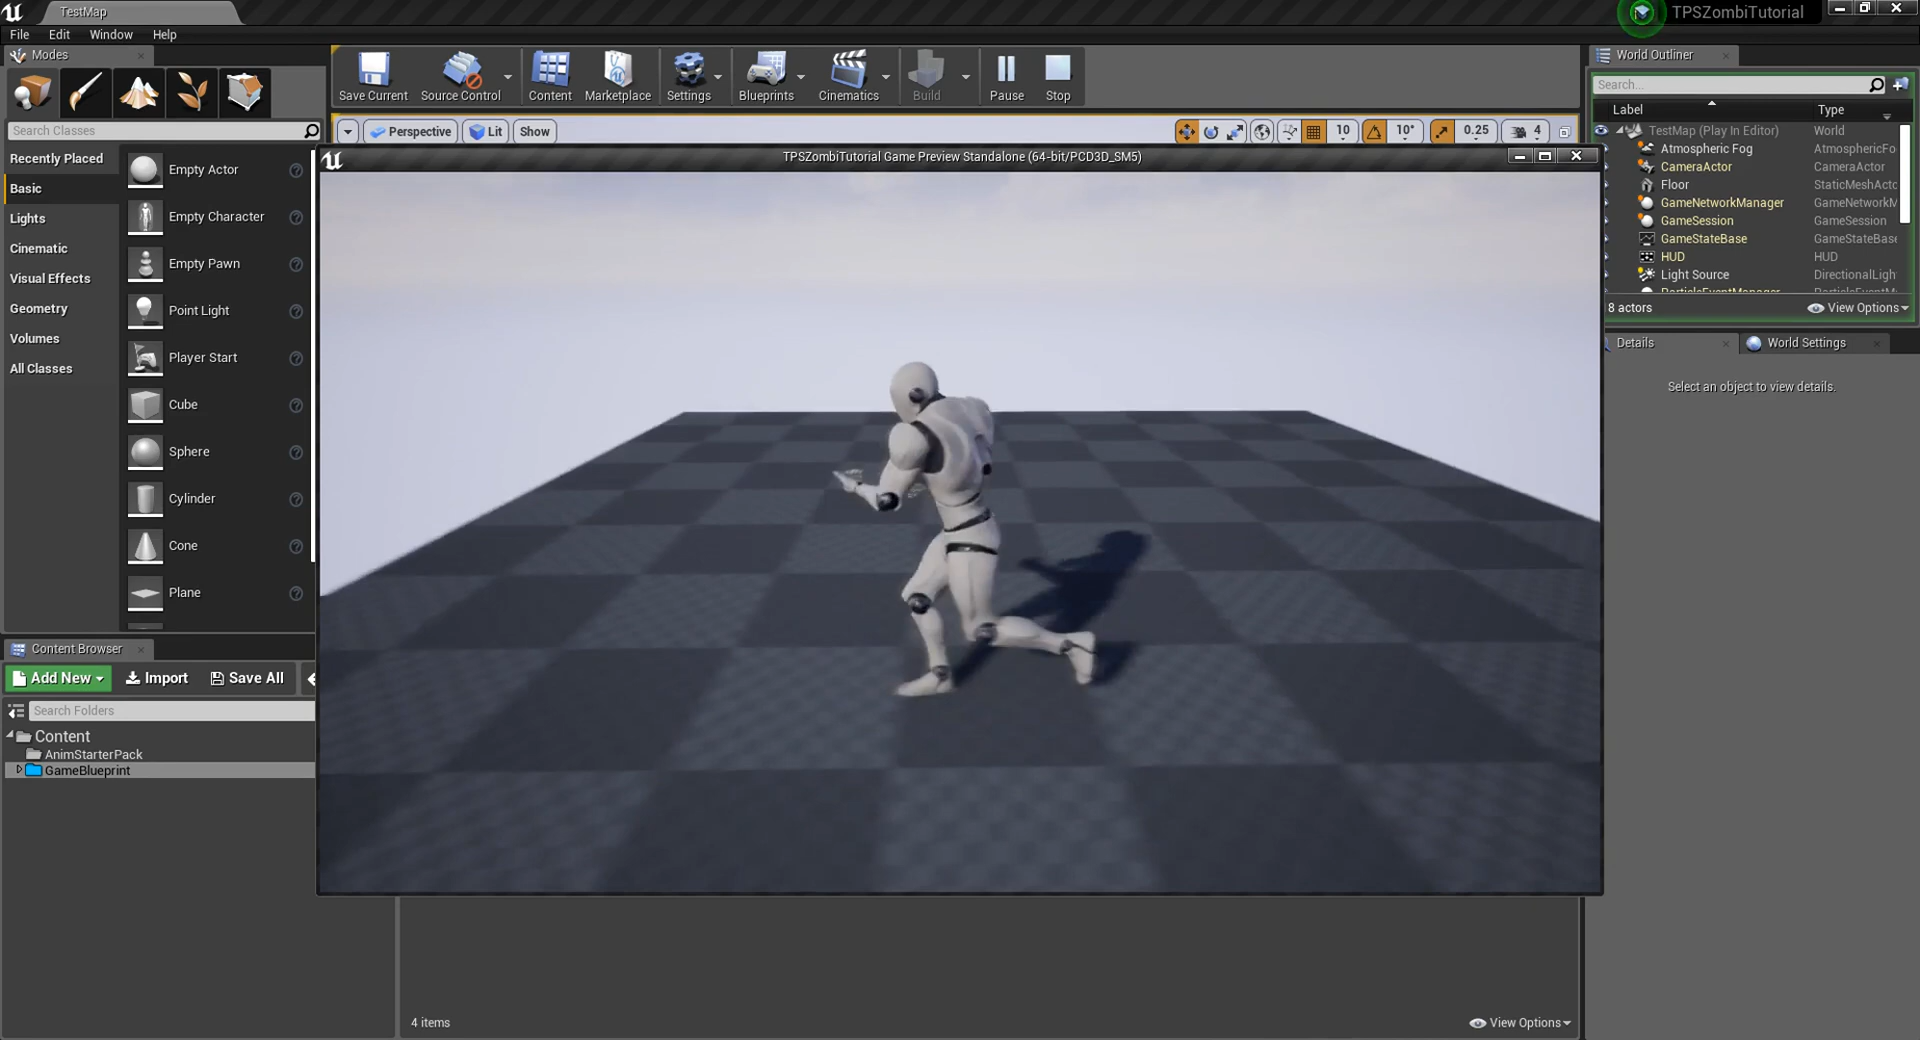 TestMap
TPSZombiTutorial
File Edit Window Help
Modes
World Outliner
Save Current Source Control Content Marketplace Settings Blueprints Cinematics Build Pause Stop
Search...
Label Type
Search Classes
Perspective Lit Show 10 10° 0.25 4
TestMap (Play In Editor) World
TPSZombiTutorial Game Preview Standalone (64-bit/PCD3D_SM5)
Atmospheric Fog AtmosphericFo
CameraActor CameraActor
Floor StaticMeshActo
GameNetworkManager GameNetworkM
GameSession GameSession
GameStateBase GameStateBase
HUD HUD
Light Source DirectionalLigh
ParticleEventManager ParticleEventM
8 actors View Options
Details World Settings
Select an object to view details.
Recently Placed
Basic
Lights
Cinematic
Visual Effects
Geometry
Volumes
All Classes
Empty Actor
Empty Character
Empty Pawn
Point Light
Player Start
Cube
Sphere
Cylinder
Cone
Plane
Content Browser
Add New Import Save All
Search Folders
Content
AnimStarterPack
GameBlueprint
4 items View Options